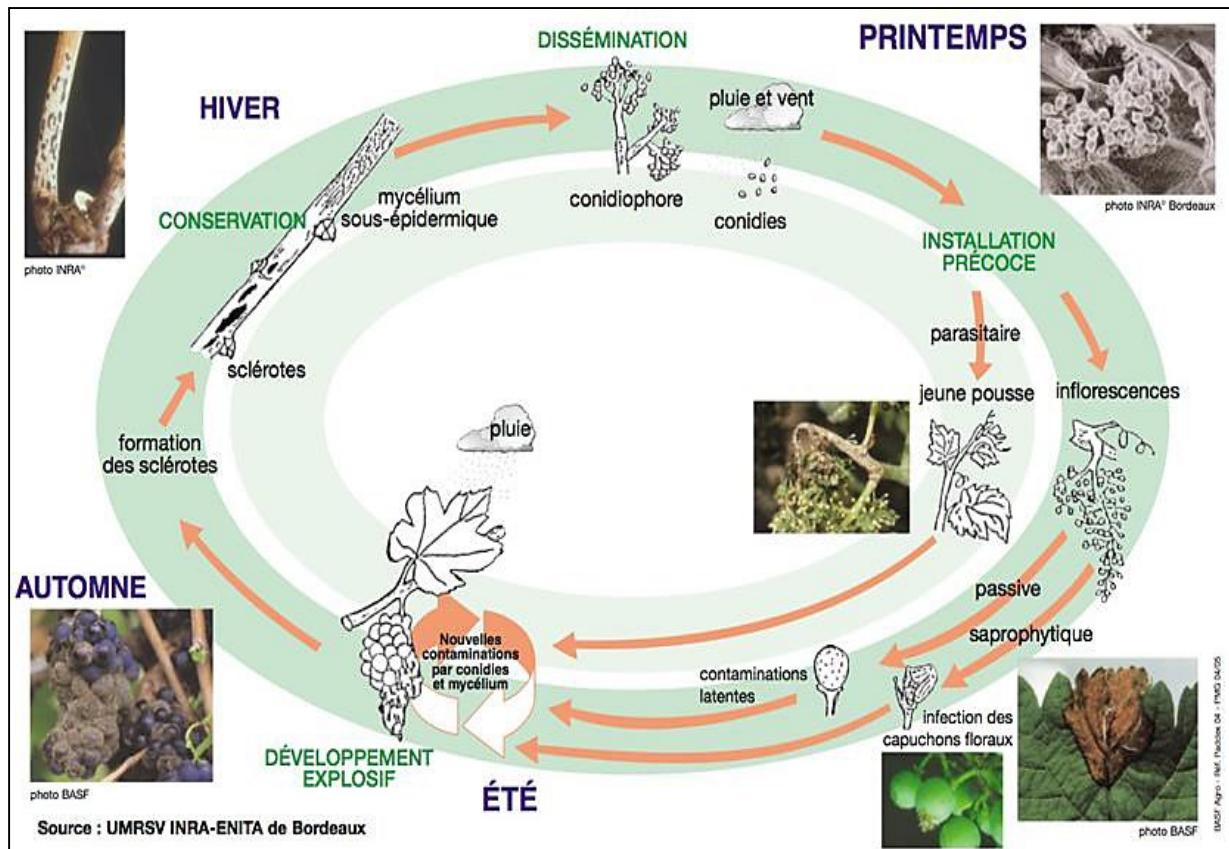 DISSÉMINATION
PRINTEMPS
HIVER
pluie et vent
CONSERVATION
mycélium
sous-épidermique
conidiophore
conidies
photo INRA®
photo INRA® Bordeaux
INSTALLATION
PRÉCOCE
parasitaire
sclérotes
jeune pousse
inflorescences
formation
des sclérotes
pluie
AUTOMNE
passive
saprophytique
Nouvelles
contaminations
par conidies
et mycélium
contaminations
latentes
infection des
capuchons floraux
DÉVELOPPEMENT
EXPLOSIF
ÉTÉ
photo BASF
photo BASF
Source : UMRSV INRA-ENITA de Bordeaux